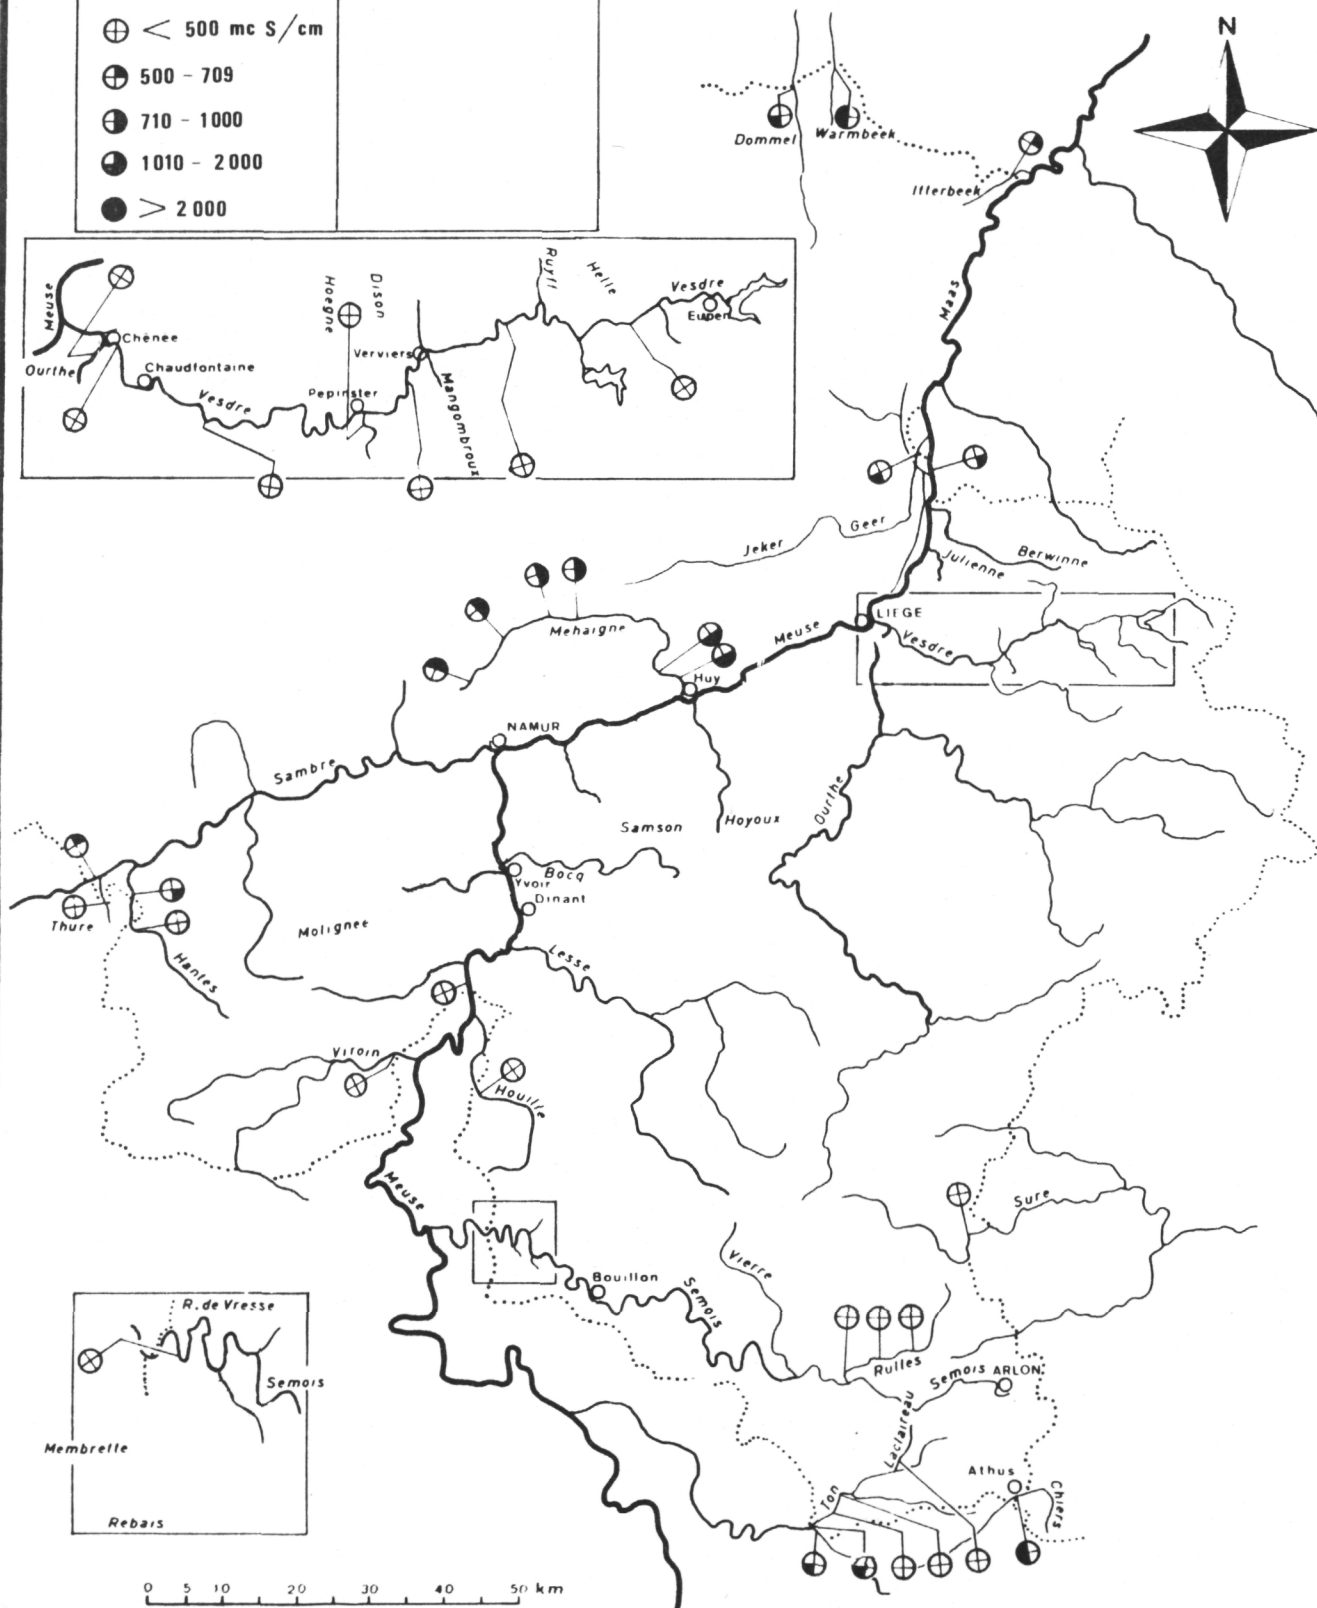 < 500 mc S/cm
500 - 709
710 - 1000
1010 - 2000
> 2000
N
Dommel
Warmbeek
Itterbeek
Maas
Meuse
Ourthe
Chênée
Chaudfontaine
Vesdre
Hoegne
Dison
Pepinster
Verviers
Mangombroux
Ruyff
Helle
Vesdre
Eupen
Jeker
Geer
Julienne
Berwinne
LIEGE
Vesdre
Mehaigne
Meuse
Huy
NAMUR
Sambre
Samson
Hoyoux
Ourthe
Bocq
Yvoir
Dinant
Molignee
Thure
Hantes
Lesse
Viroin
Houille
Meuse
Sure
Vierre
Bouillon
Semois
Rulles
Semois
ARLON
Laclaireau
Ton
Athus
Chiers
R. de Vresse
Semois
Membrette
Rebais
0 5 10 20 30 40 50 km